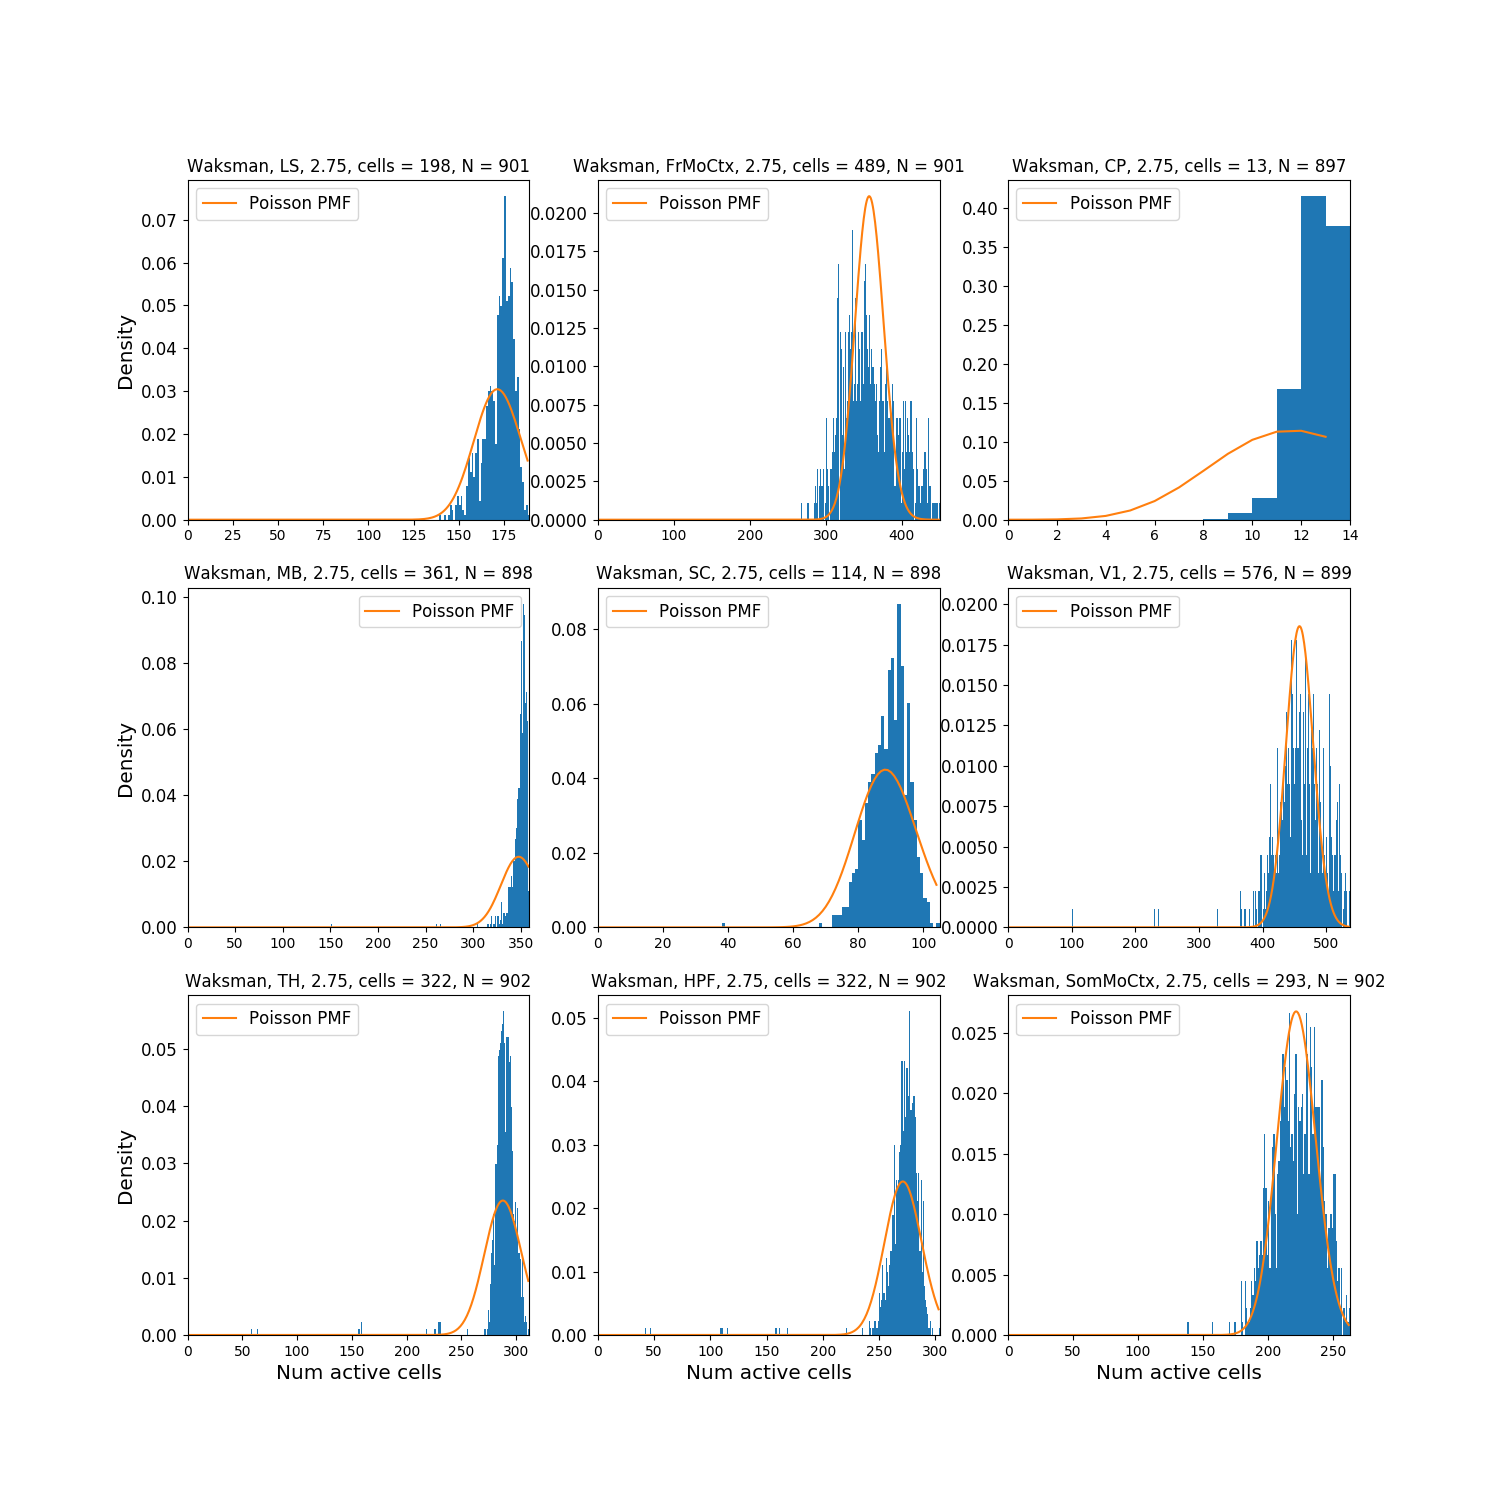 Waksman, LS, 2.75, cells = 198, N = 901
Waksman, FrMoCtx, 2.75, cells = 489, N = 901
Waksman, CP, 2.75, cells = 13, N = 897
Poisson PMF
Poisson PMF
Poisson PMF
Density
0.07
0.06
0.05
0.04
0.03
0.02
0.01
0.00
0 25 50 75 100 125 150 175
0.0200
0.0175
0.0150
0.0125
0.0100
0.0075
0.0050
0.0025
0.0000
0 100 200 300 400
0.40
0.35
0.30
0.25
0.20
0.15
0.10
0.05
0.00
0 2 4 6 8 10 12 14
Waksman, MB, 2.75, cells = 361, N = 898
Waksman, SC, 2.75, cells = 114, N = 898
Waksman, V1, 2.75, cells = 576, N = 899
Poisson PMF
Poisson PMF
Poisson PMF
Density
0.10
0.08
0.06
0.04
0.02
0.00
0 50 100 150 200 250 300 350
0.08
0.06
0.04
0.02
0.00
0 20 40 60 80 100
0.0200
0.0175
0.0150
0.0125
0.0100
0.0075
0.0050
0.0025
0.0000
0 100 200 300 400 500
Waksman, TH, 2.75, cells = 322, N = 902
Waksman, HPF, 2.75, cells = 322, N = 902
Waksman, SomMoCtx, 2.75, cells = 293, N = 902
Poisson PMF
Poisson PMF
Poisson PMF
Density
0.05
0.04
0.03
0.02
0.01
0.00
0 50 100 150 200 250 300
Num active cells
0.05
0.04
0.03
0.02
0.01
0.00
0 50 100 150 200 250 300
Num active cells
0.025
0.020
0.015
0.010
0.005
0.000
0 50 100 150 200 250
Num active cells